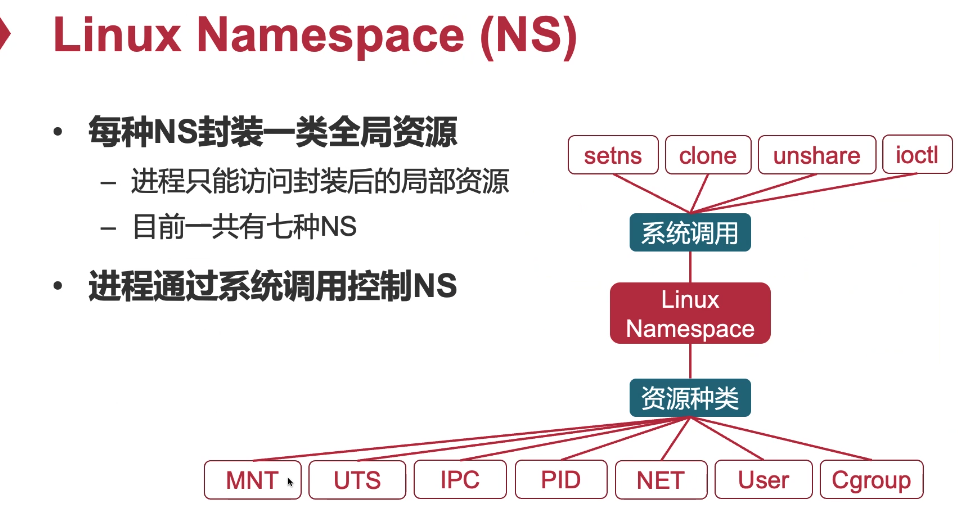 Linux Namespace (NS)
• 每种NS封装一类全局资源
– 进程只能访问封装后的局部资源
– 目前一共有七种NS
• 进程通过系统调用控制NS
setns clone unshare ioctl
系统调用
Linux
Namespace
资源种类
MNT UTS IPC PID NET User Cgroup